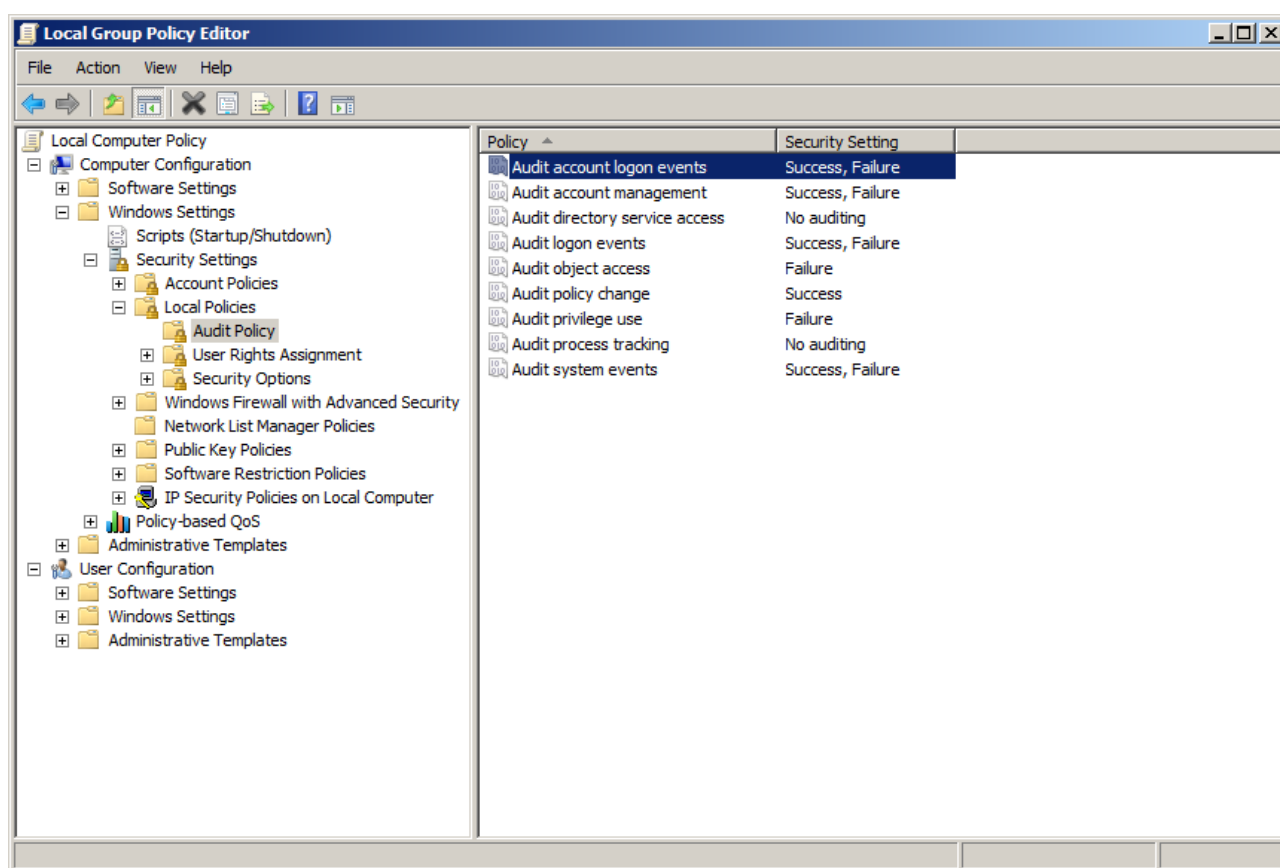 Local Group Policy Editor
File Action View Help
Local Computer Policy
Computer Configuration
Software Settings
Windows Settings
Scripts (Startup/Shutdown)
Security Settings
Account Policies
Local Policies
Audit Policy
User Rights Assignment
Security Options
Windows Firewall with Advanced Security
Network List Manager Policies
Public Key Policies
Software Restriction Policies
IP Security Policies on Local Computer
Policy-based QoS
Administrative Templates
User Configuration
Software Settings
Windows Settings
Administrative Templates
Policy Security Setting
Audit account logon events Success, Failure
Audit account management Success, Failure
Audit directory service access No auditing
Audit logon events Success, Failure
Audit object access Failure
Audit policy change Success
Audit privilege use Failure
Audit process tracking No auditing
Audit system events Success, Failure